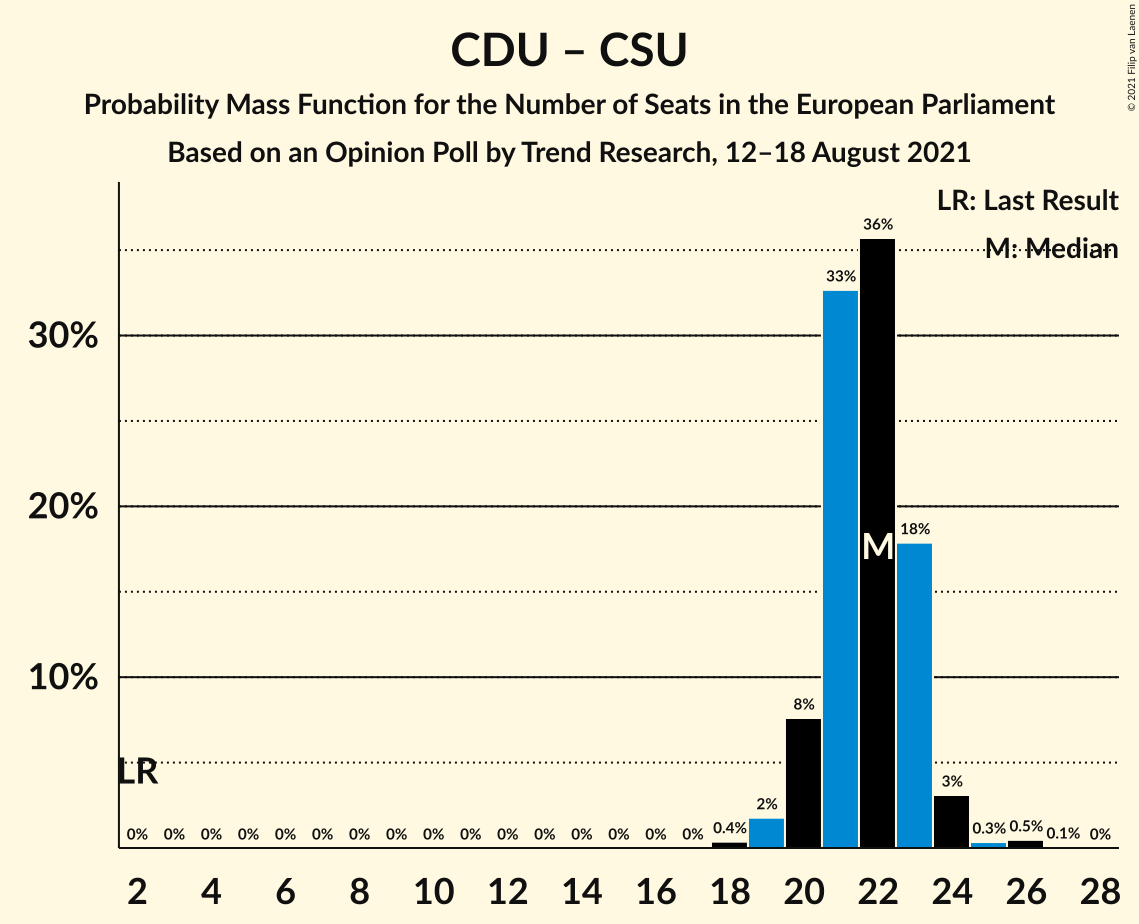 CDU – CSU
Probability Mass Function for the Number of Seats in the European Parliament
Based on an Opinion Poll by Trend Research, 12–18 August 2021
© 2021 Filip van Laenen
LR: Last Result
M: Median
36%
33%
30%
20%
18%
M
10%
8%
LR
3%
2%
0% 0% 0% 0% 0% 0% 0% 0% 0% 0% 0% 0% 0% 0% 0% 0% 0.4% 0.3% 0.5% 0.1% 0%
2 4 6 8 10 12 14 16 18 20 22 24 26 28